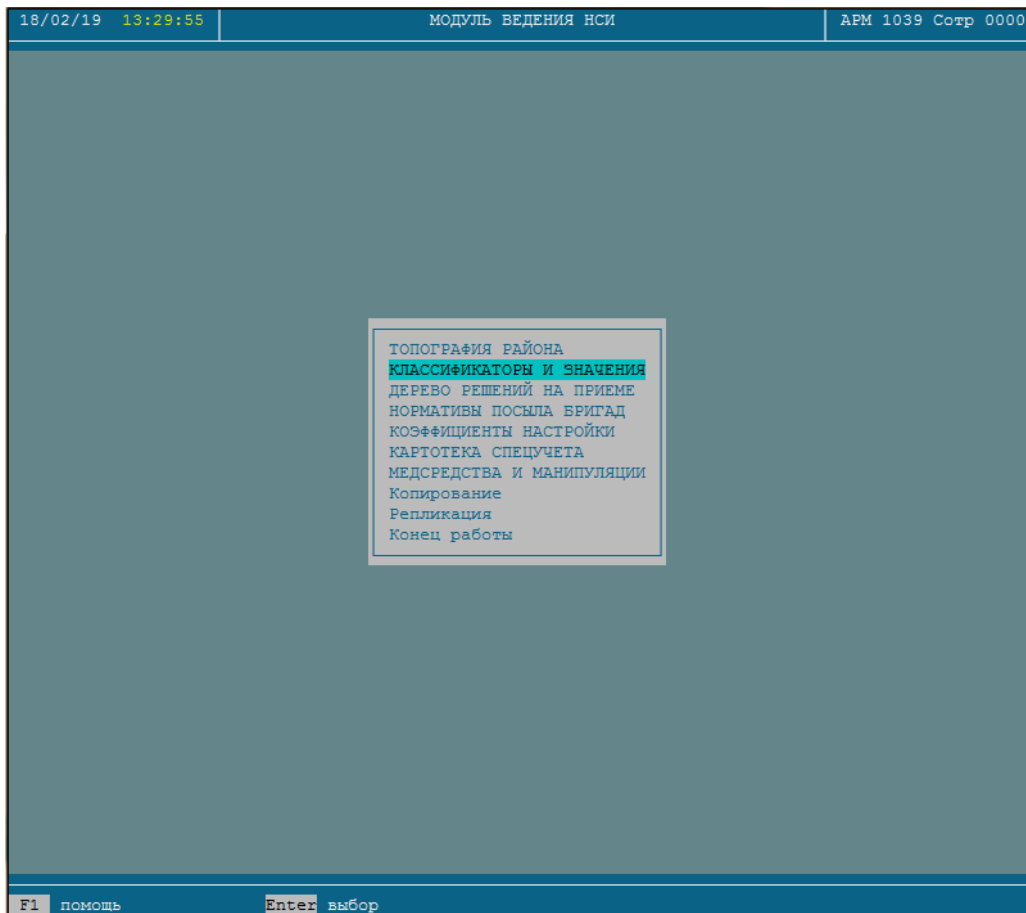 18/02/19 13:29:55 МОДУЛЬ ВЕДЕНИЯ НСИ АРМ 1039 Сотр 0000
ТОПОГРАФИЯ РАЙОНА
КЛАССИФИКАТОРЫ И ЗНАЧЕНИЯ
ДЕРЕВО РЕШЕНИЙ НА ПРИЕМЕ
НОРМАТИВЫ ПОСЫЛА БРИГАД
КОЭФФИЦИЕНТЫ НАСТРОЙКИ
КАРТОТЕКА СПЕЦУЧЕТА
МЕДСРЕДСТВА И МАНИПУЛЯЦИИ
Копирование
Репликация
Конец работы
F1 помощь Enter выбор